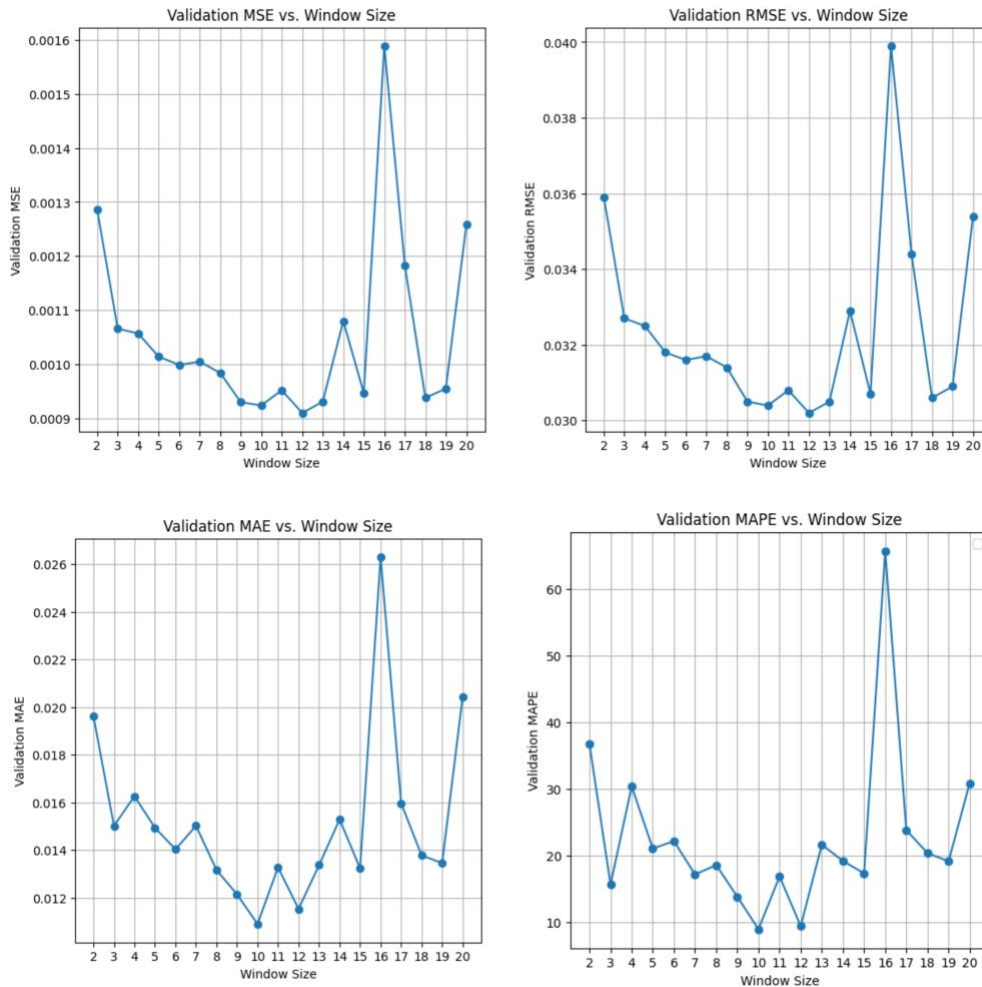 Validation MSE vs. Window Size
0.0016
0.0015
0.0014
0.0013
0.0012
0.0011
0.0010
0.0009
Validation MSE
2 3 4 5 6 7 8 9 10 11 12 13 14 15 16 17 18 19 20
Window Size
Validation RMSE vs. Window Size
0.040
0.038
0.036
0.034
0.032
0.030
Validation RMSE
2 3 4 5 6 7 8 9 10 11 12 13 14 15 16 17 18 19 20
Window Size
Validation MAE vs. Window Size
0.026
0.024
0.022
0.020
0.018
0.016
0.014
0.012
Validation MAE
2 3 4 5 6 7 8 9 10 11 12 13 14 15 16 17 18 19 20
Window Size
Validation MAPE vs. Window Size
60
50
40
30
20
10
Validation MAPE
2 3 4 5 6 7 8 9 10 11 12 13 14 15 16 17 18 19 20
Window Size